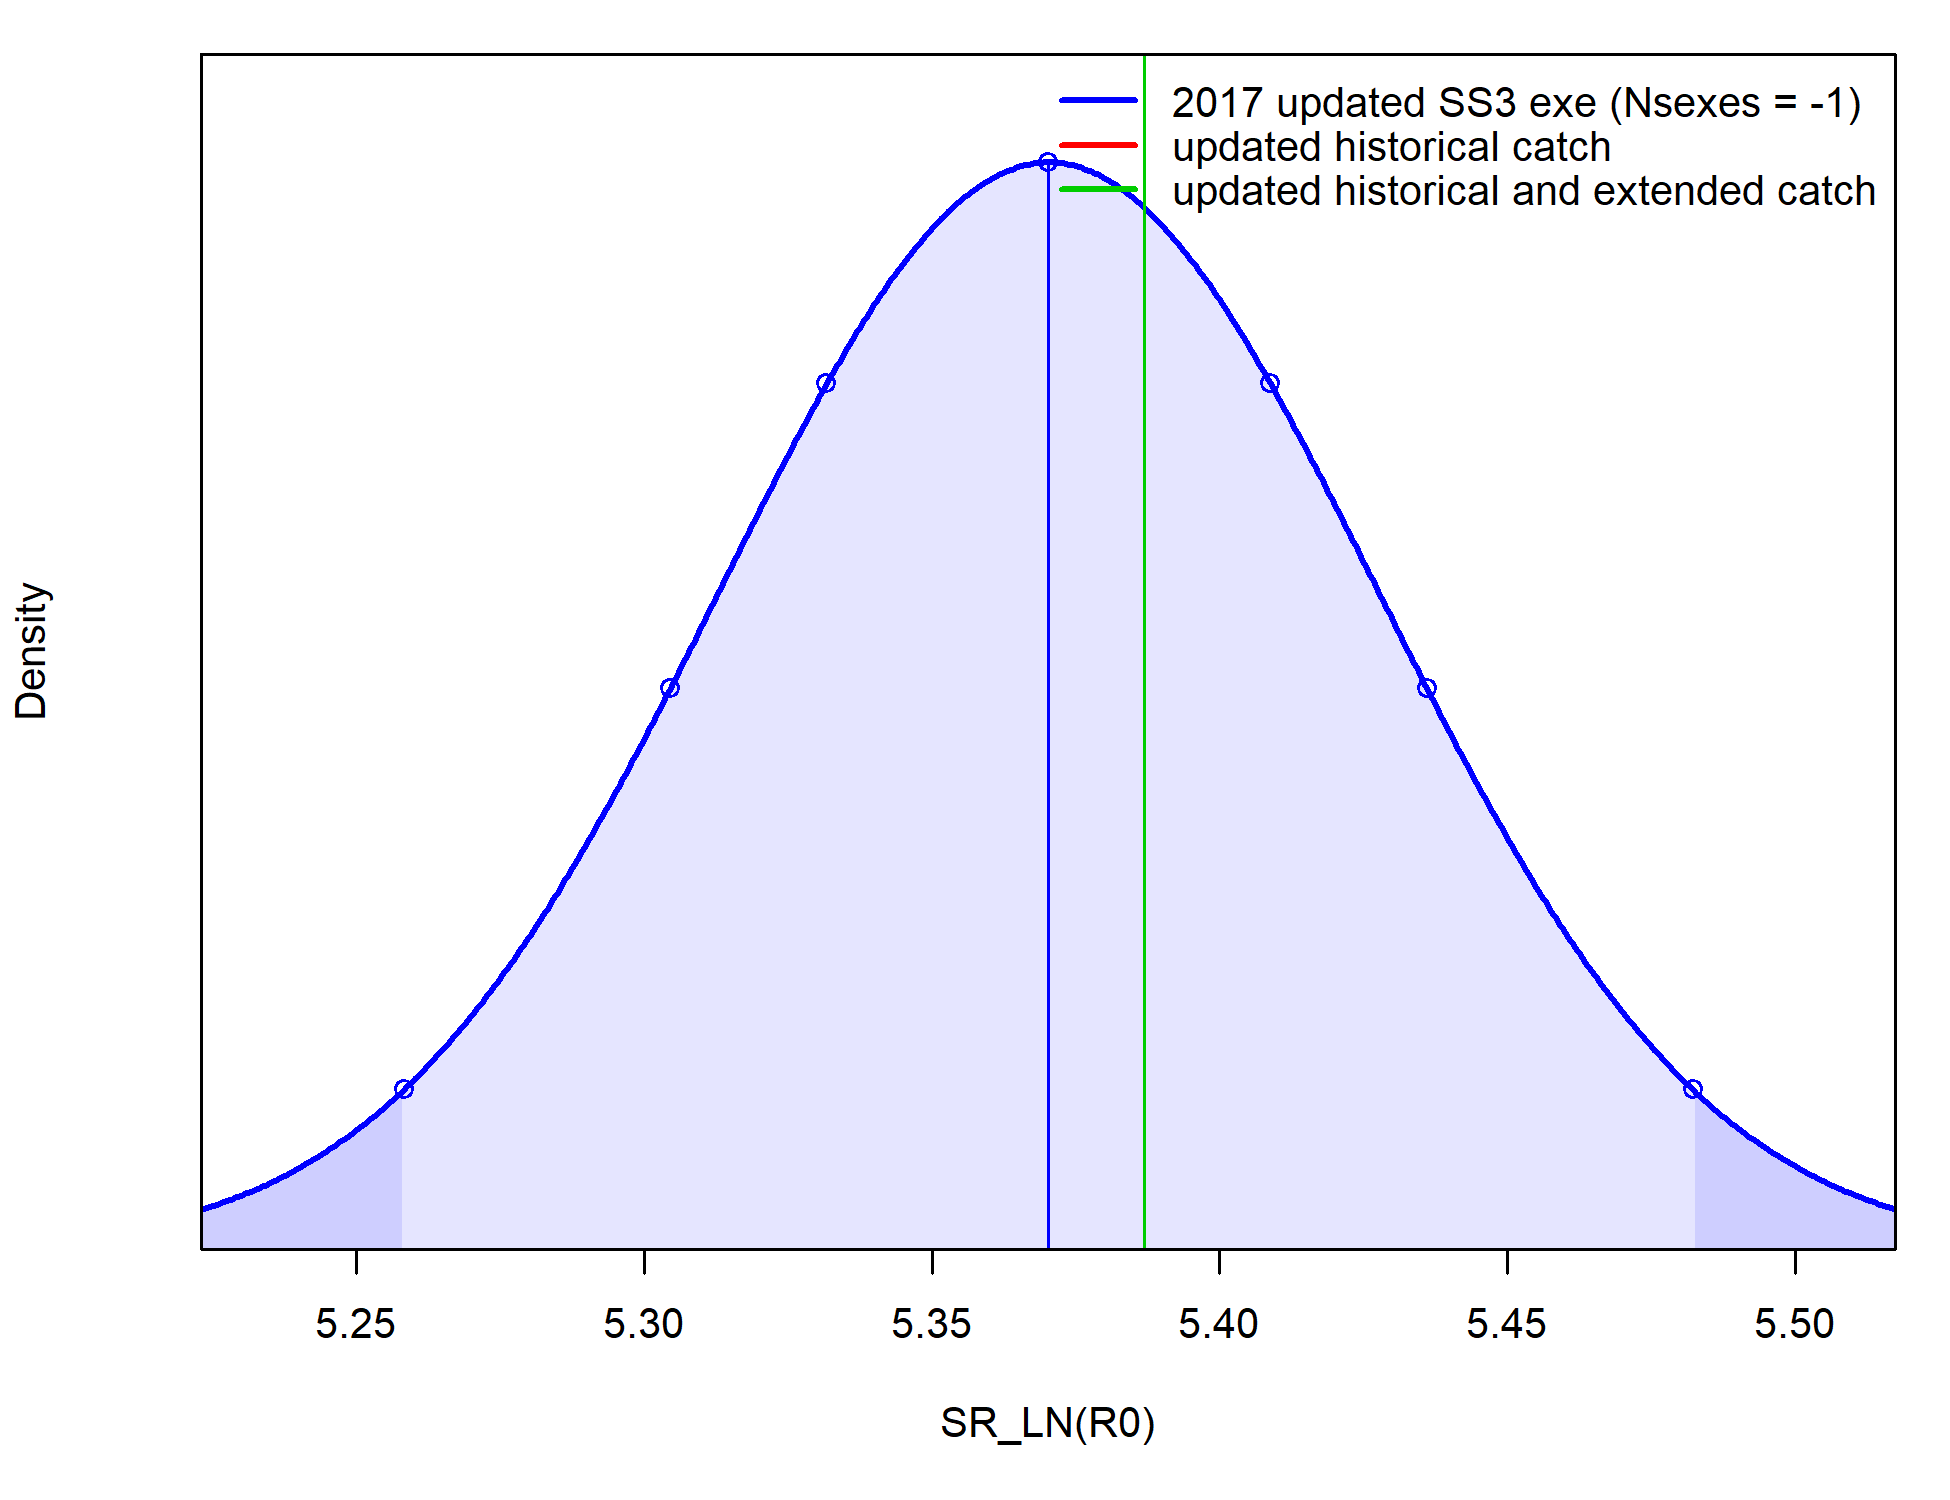 2017 updated SS3 exe (Nsexes = -1)
updated historical catch
updated historical and extended catch
Density
5.25 5.30 5.35 5.40 5.45 5.50
SR_LN(R0)